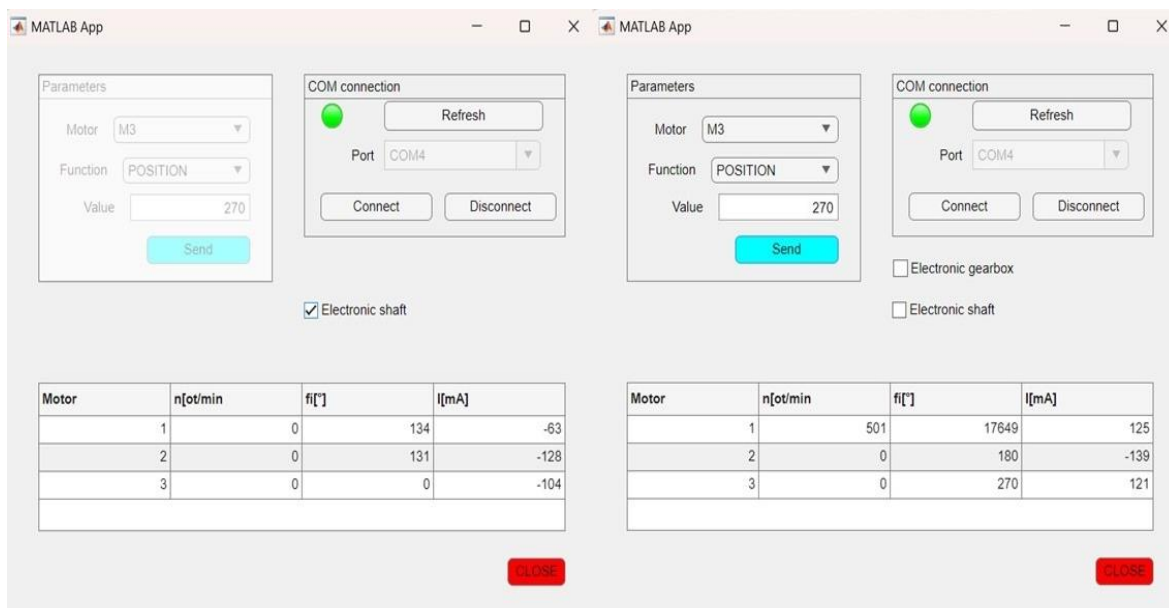 MATLAB App
Parameters
Motor M3
Function POSITION
Value 270
Send
COM connection
Refresh
Port COM4
Connect Disconnect
Electronic shaft
Motor n[ot/min fi[°] I[mA]
1 0 134 -63
2 0 131 -128
3 0 0 -104
CLOSE
MATLAB App
Parameters
Motor M3
Function POSITION
Value 270
Send
COM connection
Refresh
Port COM4
Connect Disconnect
Electronic gearbox
Electronic shaft
Motor n[ot/min fi[°] I[mA]
1 501 17649 125
2 0 180 -139
3 0 270 121
CLOSE